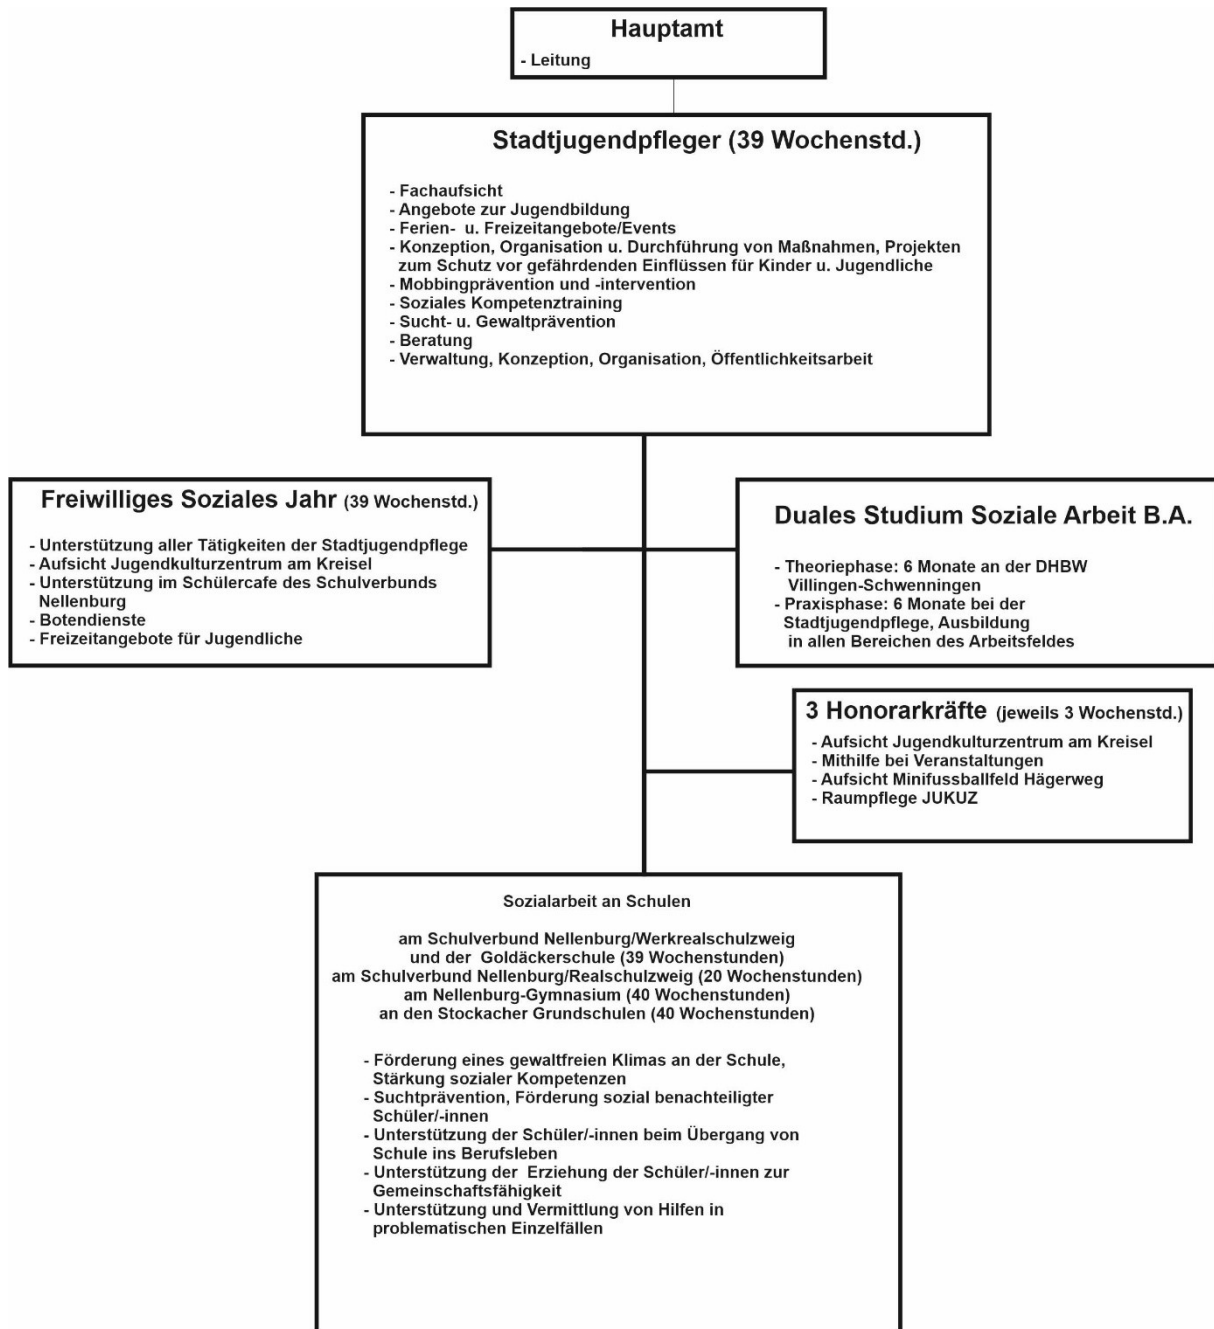 Hauptamt
- Leitung
Stadtjugendpfleger (39 Wochenstd.)
- Fachaufsicht
- Angebote zur Jugendbildung
- Ferien- u. Freizeitangebote/Events
- Konzeption, Organisation u. Durchführung von Maßnahmen, Projekten
zum Schutz vor gefährdenden Einflüssen für Kinder u. Jugendliche
- Mobbingprävention und -intervention
- Soziales Kompetenztraining
- Sucht- u. Gewaltprävention
- Beratung
- Verwaltung, Konzeption, Organisation, Öffentlichkeitsarbeit
Freiwilliges Soziales Jahr (39 Wochenstd.)
- Unterstützung aller Tätigkeiten der Stadtjugendpflege
- Aufsicht Jugendkulturzentrum am Kreisel
- Unterstützung im Schülercafe des Schulverbunds
Nellenburg
- Botendienste
- Freizeitangebote für Jugendliche
Duales Studium Soziale Arbeit B.A.
- Theoriephase: 6 Monate an der DHBW
Villingen-Schwenningen
- Praxisphase: 6 Monate bei der
Stadtjugendpflege, Ausbildung
in allen Bereichen des Arbeitsfeldes
3 Honorarkräfte (jeweils 3 Wochenstd.)
- Aufsicht Jugendkulturzentrum am Kreisel
- Mithilfe bei Veranstaltungen
- Aufsicht Minifussballfeld Hägerweg
- Raumpflege JUKUZ
Sozialarbeit an Schulen
am Schulverbund Nellenburg/Werkrealschulzweig
und der Goldäckerschule (39 Wochenstunden)
am Schulverbund Nellenburg/Realschulzweig (20 Wochenstunden)
am Nellenburg-Gymnasium (40 Wochenstunden)
an den Stockacher Grundschulen (40 Wochenstunden)
- Förderung eines gewaltfreien Klimas an der Schule,
Stärkung sozialer Kompetenzen
- Suchtprävention, Förderung sozial benachteiligter
Schüler/-innen
- Unterstützung der Schüler/-innen beim Übergang von
Schule ins Berufsleben
- Unterstützung der Erziehung der Schüler/-innen zur
Gemeinschaftsfähigkeit
- Unterstützung und Vermittlung von Hilfen in
problematischen Einzelfällen